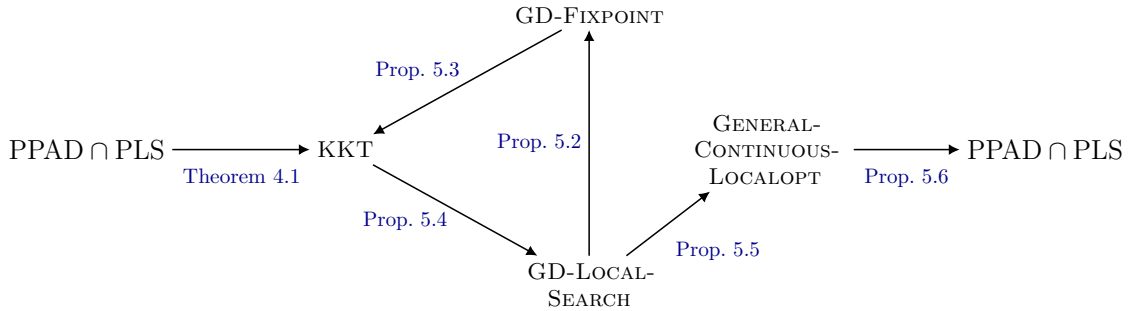 GD-FIXPOINT
Prop. 5.3
PPAD ∩ PLS
Theorem 4.1
KKT
Prop. 5.2
GENERAL-
CONTINUOUS-
LOCALOPT
Prop. 5.6
PPAD ∩ PLS
Prop. 5.4
Prop. 5.5
GD-LOCAL-
SEARCH